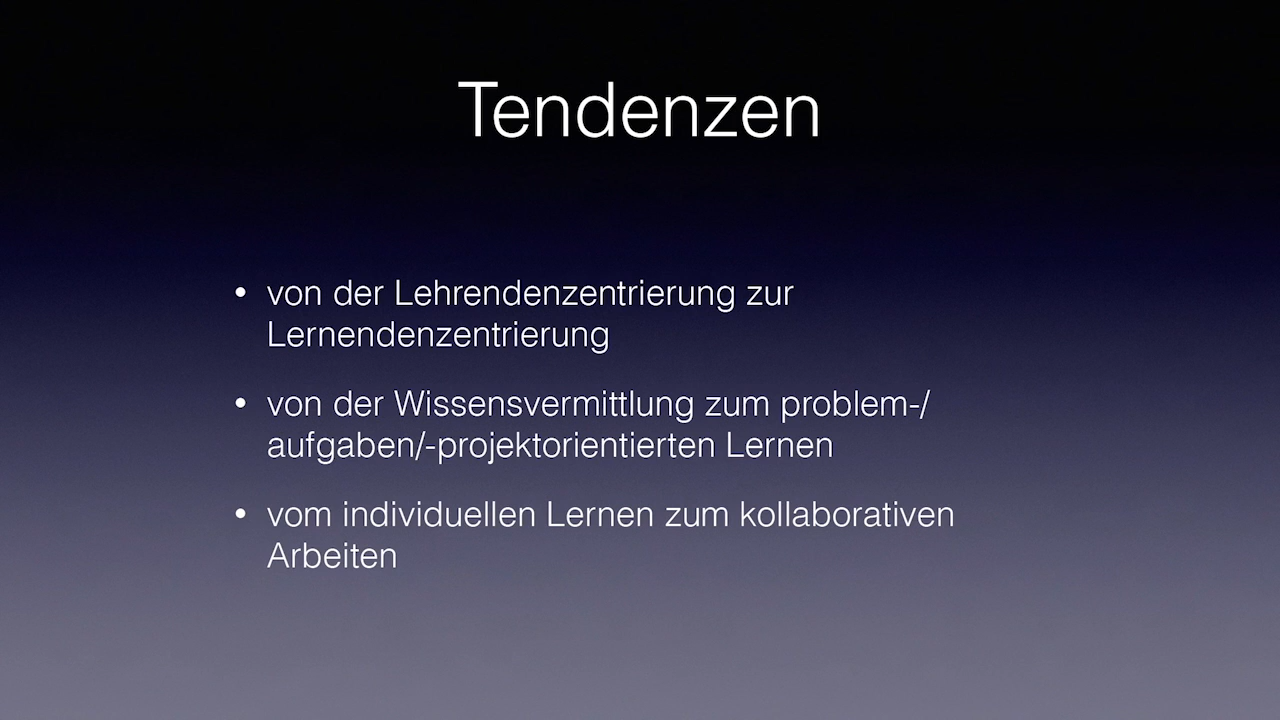 Tendenzen
• von der Lehrendenzentrierung zur
Lernendenzentrierung
• von der Wissensvermittlung zum problem-/
aufgaben/-projektorientierten Lernen
• vom individuellen Lernen zum kollaborativen
Arbeiten